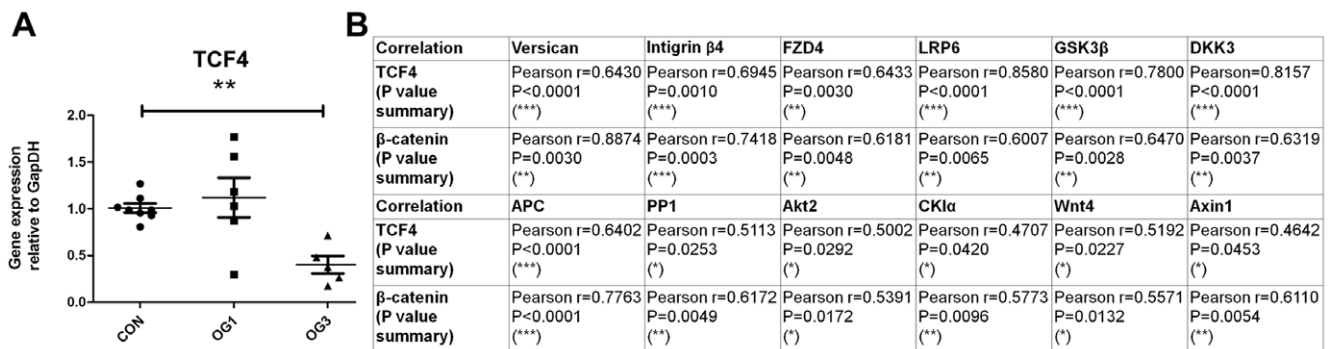 A
TCF4
**
Gene expression
relative to GapDH
2.0
1.5
1.0
0.5
0.0
CON
OG1
OG3
B
Correlation Versican Intigrin β4 FZD4 LRP6 GSK3β DKK3
TCF4 Pearson r=0.6430 Pearson r=0.6945 Pearson r=0.6433 Pearson r=0.8580 Pearson r=0.7800 Pearson=0.8157
(P value P<0.0001 P=0.0010 P=0.0030 P<0.0001 P<0.0001 P<0.0001
summary) (***) (***) (**) (***) (***) (***)
β-catenin Pearson r=0.8874 Pearson r=0.7418 Pearson r=0.6181 Pearson r=0.6007 Pearson r=0.6470 Pearson r=0.6319
(P value P=0.0030 P=0.0003 P=0.0048 P=0.0065 P=0.0028 P=0.0037
summary) (**) (***) (**) (**) (**) (**)
Correlation APC PP1 Akt2 CKIα Wnt4 Axin1
TCF4 Pearson r=0.6402 Pearson r=0.5113 Pearson r=0.5002 Pearson r=0.4707 Pearson r=0.5192 Pearson r=0.4642
(P value P<0.0001 P=0.0253 P=0.0292 P=0.0420 P=0.0227 P=0.0453
summary) (***) (*) (*) (*) (*) (*)
β-catenin Pearson r=0.7763 Pearson r=0.6172 Pearson r=0.5391 Pearson r=0.5773 Pearson r=0.5571 Pearson r=0.6110
(P value P<0.0001 P=0.0049 P=0.0172 P=0.0096 P=0.0132 P=0.0054
summary) (***) (**) (*) (**) (*) (**)